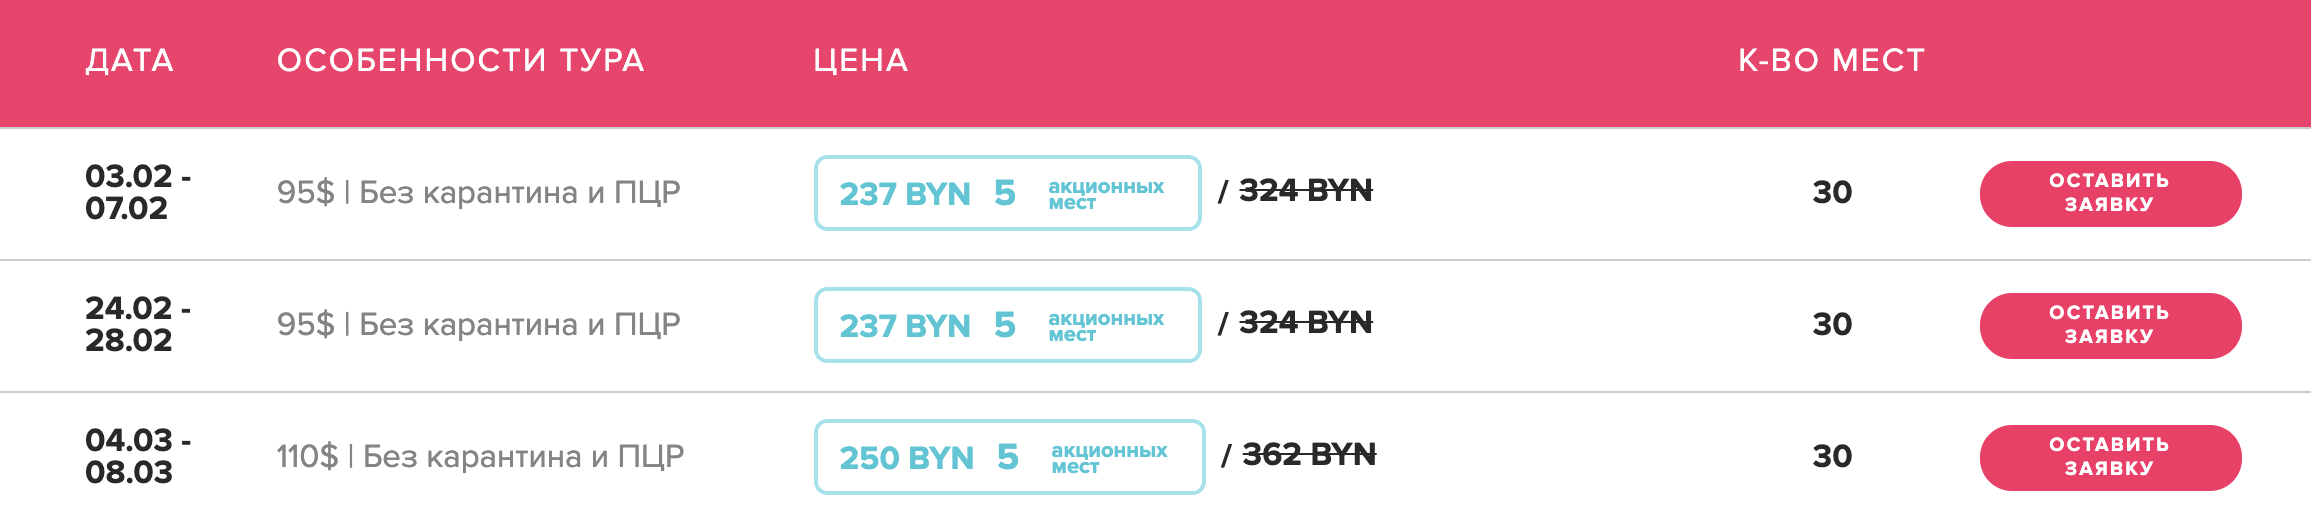 ДАТА ОСОБЕННОСТИ ТУРА ЦЕНА К-ВО МЕСТ
03.02 -
07.02
95$ | Без карантина и ПЦР
237 BYN 5 акционных
мест
/ 324 BYN
30
ОСТАВИТЬ
ЗАЯВКУ
24.02 -
28.02
95$ | Без карантина и ПЦР
237 BYN 5 акционных
мест
/ 324 BYN
30
ОСТАВИТЬ
ЗАЯВКУ
04.03 -
08.03
110$ | Без карантина и ПЦР
250 BYN 5 акционных
мест
/ 362 BYN
30
ОСТАВИТЬ
ЗАЯВКУ